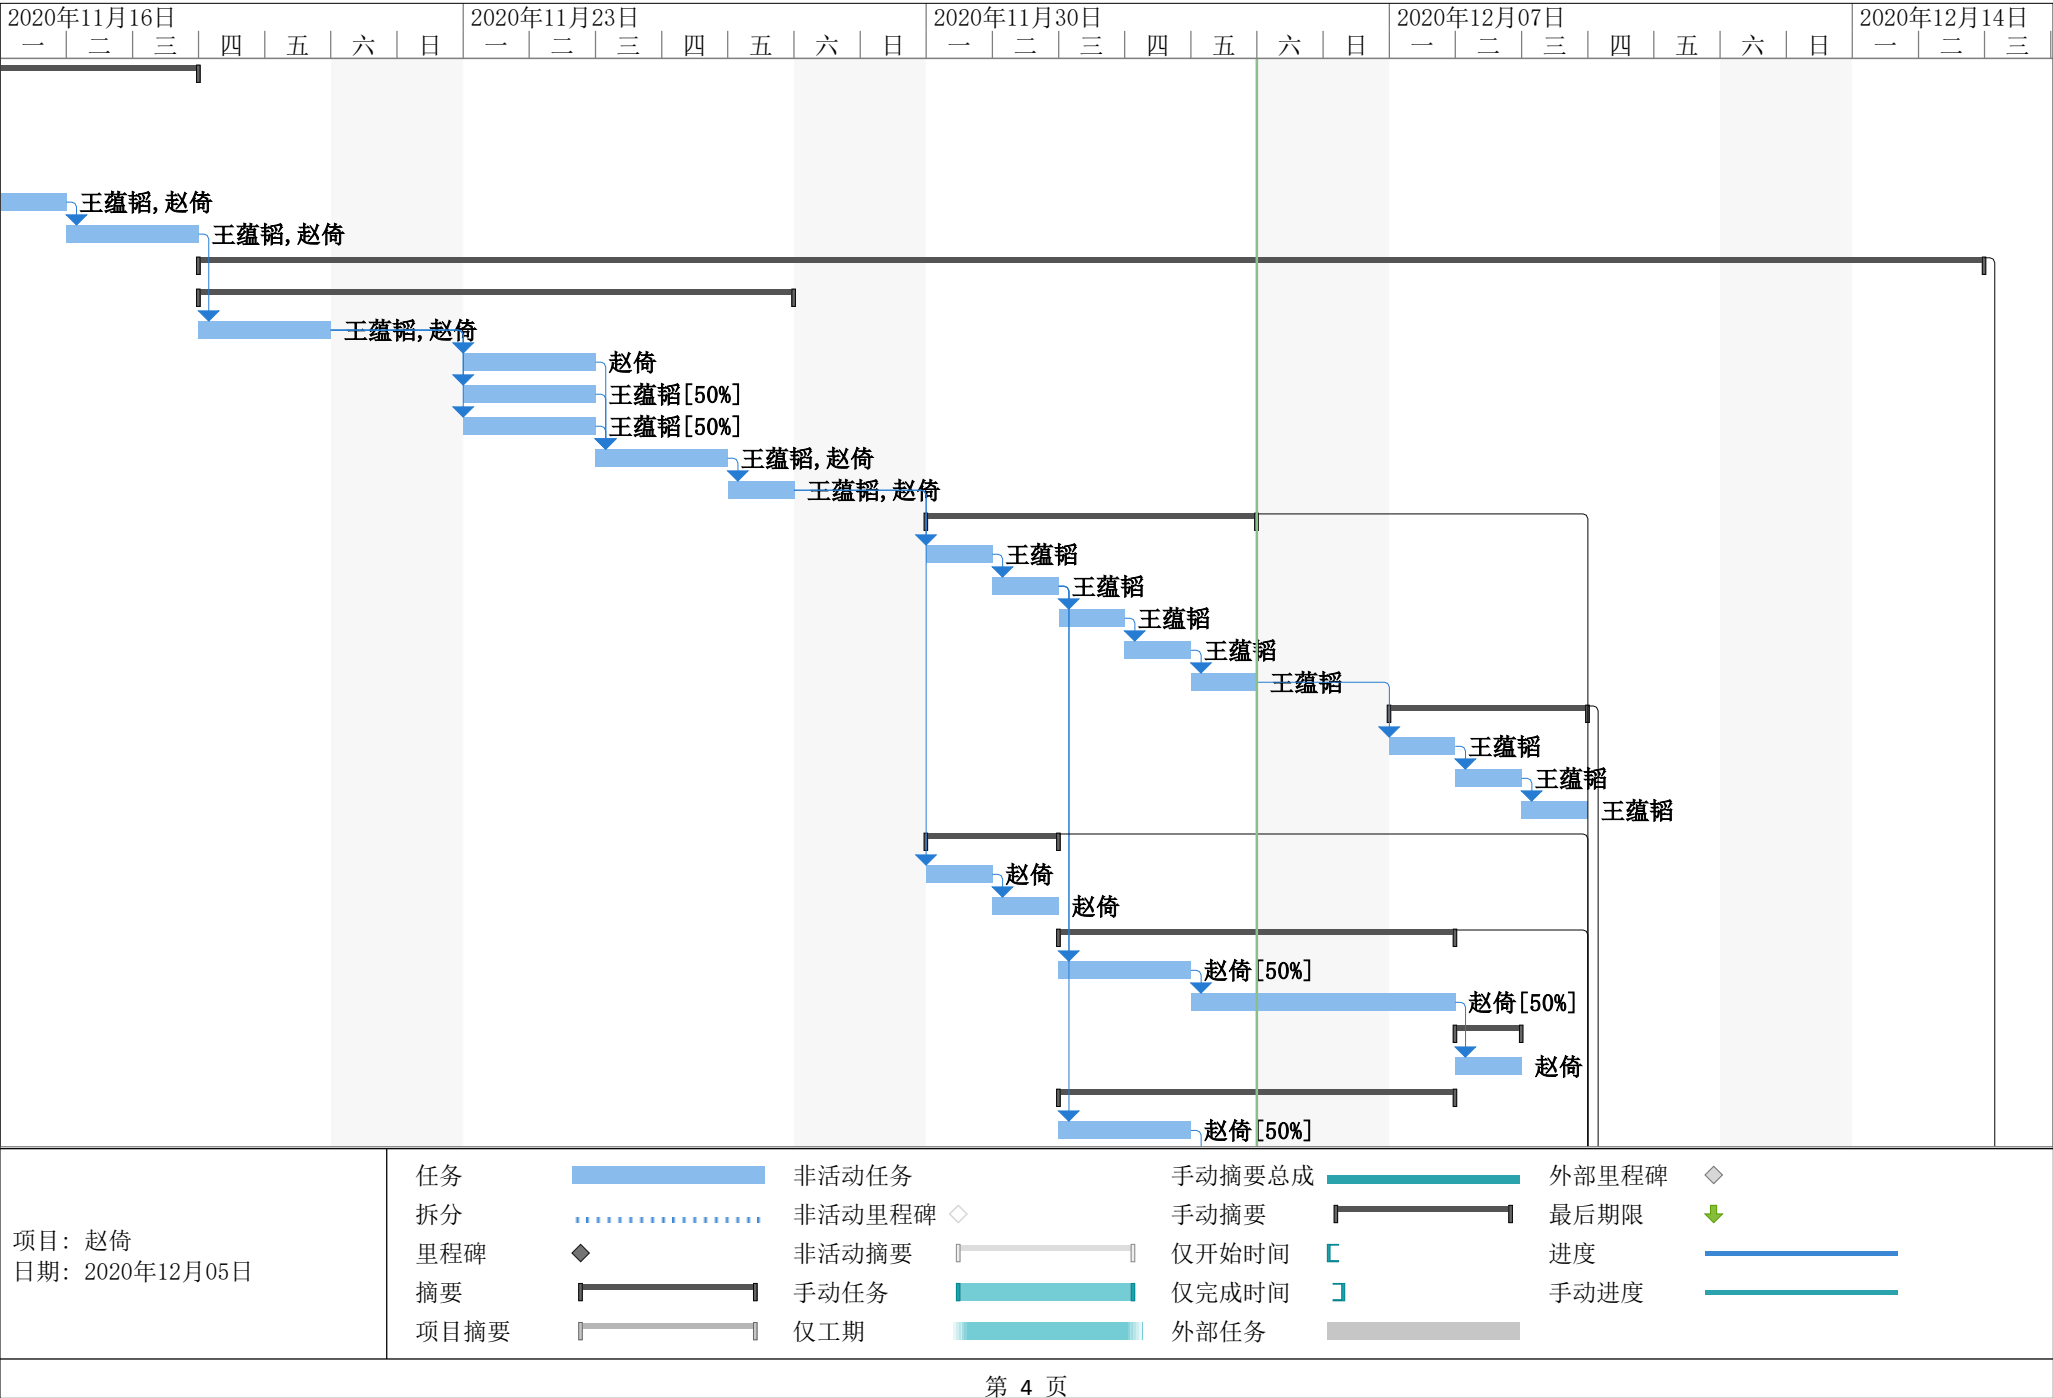 2020年11月16日 2020年11月23日 2020年11月30日 2020年12月07日 2020年12月14日
一 二 三 四 五 六 日 一 二 三 四 五 六 日 一 二 三 四 五 六 日 一 二 三 四 五 六 日 一 二 三
王蕴韬,赵倚
王蕴韬,赵倚
王蕴韬,赵倚
赵倚
王蕴韬[50%]
王蕴韬[50%]
王蕴韬,赵倚
王蕴韬,赵倚
王蕴韬
王蕴韬
王蕴韬
王蕴韬
王蕴韬
王蕴韬
王蕴韬
王蕴韬
赵倚
赵倚
赵倚[50%]
赵倚[50%]
赵倚
赵倚[50%]
项目: 赵倚
日期: 2020年12月05日
任务 非活动任务 手动摘要总成 外部里程碑
拆分 非活动里程碑 手动摘要 最后期限
里程碑 非活动摘要 仅开始时间 进度
摘要 手动任务 仅完成时间 手动进度
项目摘要 仅工期 外部任务
第 4 页